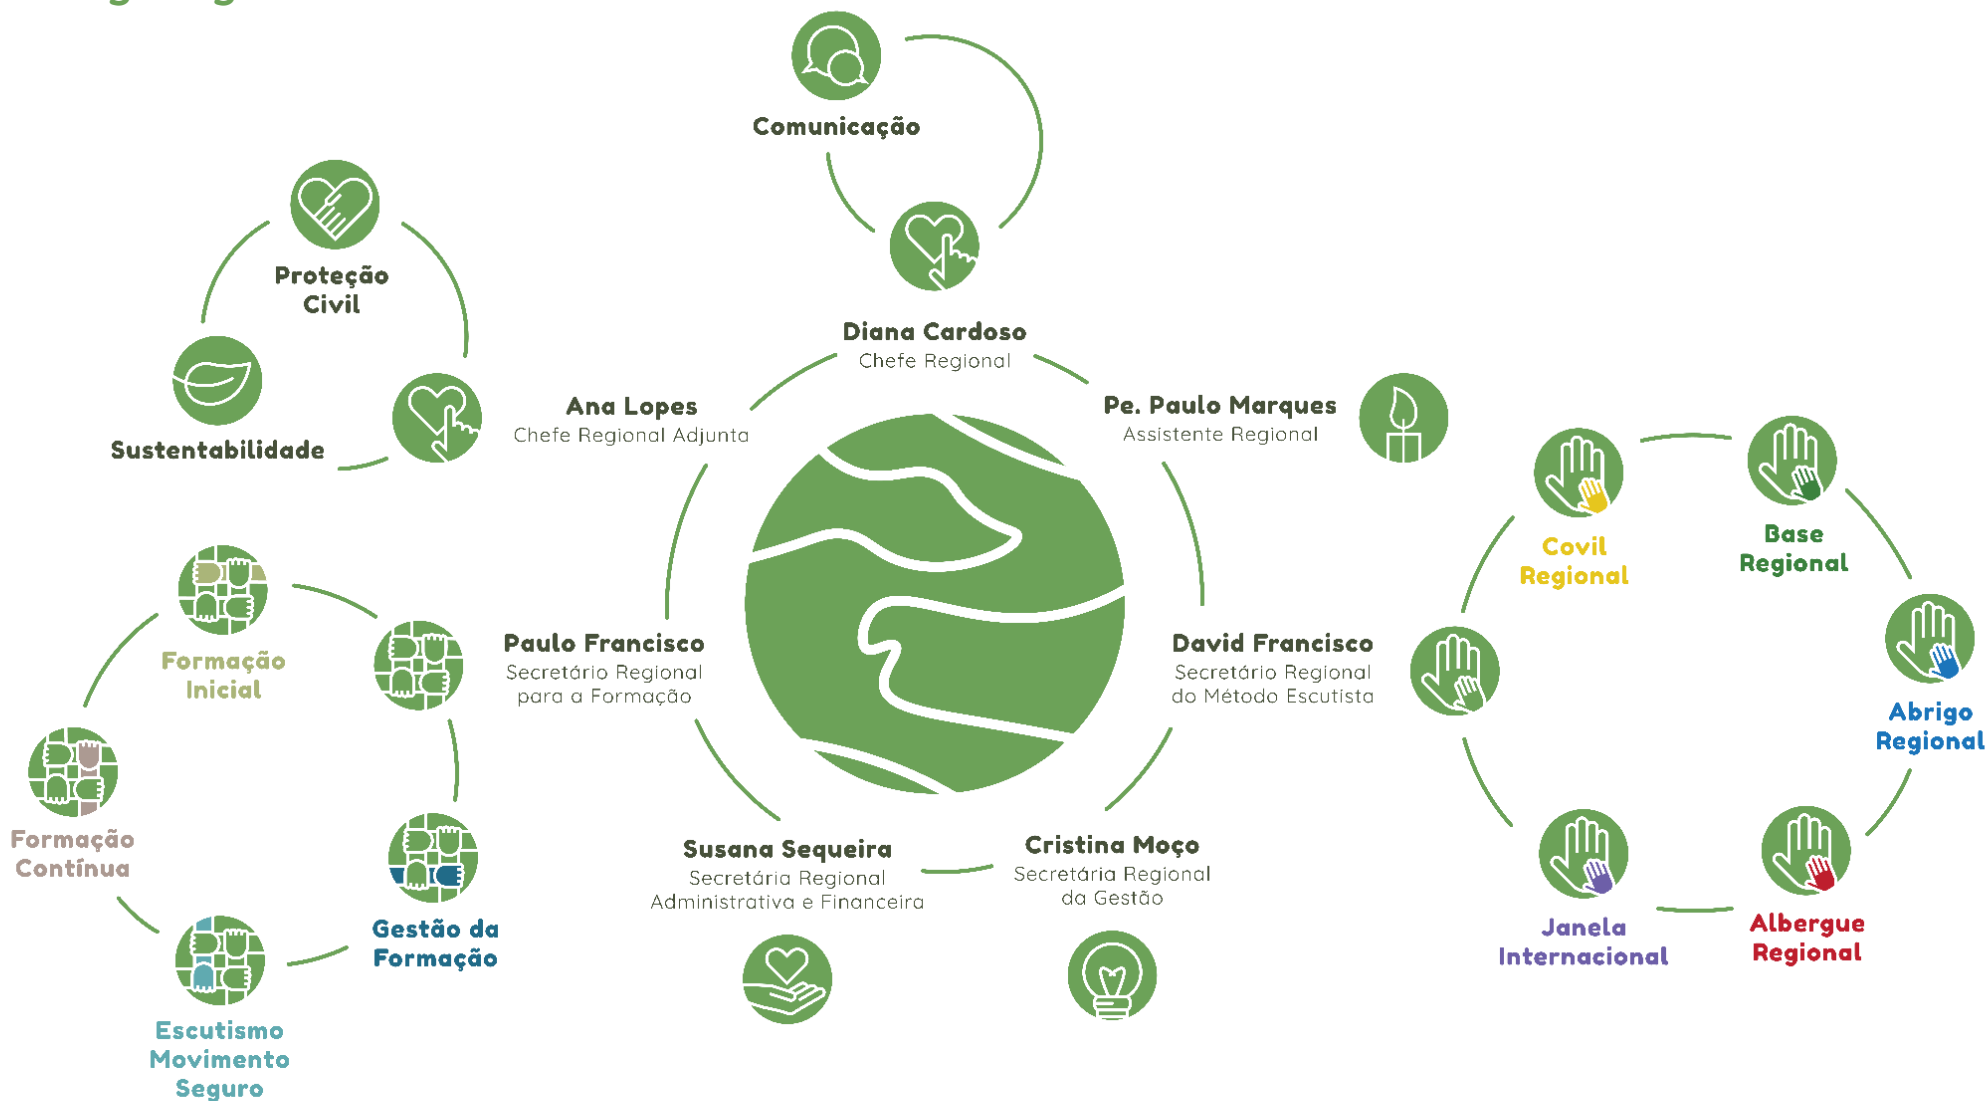 Comunicação
Proteção
Civil
Sustentabilidade
Diana Cardoso
Chefe Regional
Ana Lopes
Chefe Regional Adjunta
Pe. Paulo Marques
Assistente Regional
Covil
Regional
Base
Regional
Abrigo
Regional
Albergue
Regional
Janela
Internacional
David Francisco
Secretário Regional
do Método Escutista
Paulo Francisco
Secretário Regional
para a Formação
Formação
Inicial
Formação
Contínua
Gestão da
Formação
Escutismo
Movimento
Seguro
Susana Sequeira
Secretária Regional
Administrativa e Financeira
Cristina Moço
Secretária Regional
da Gestão